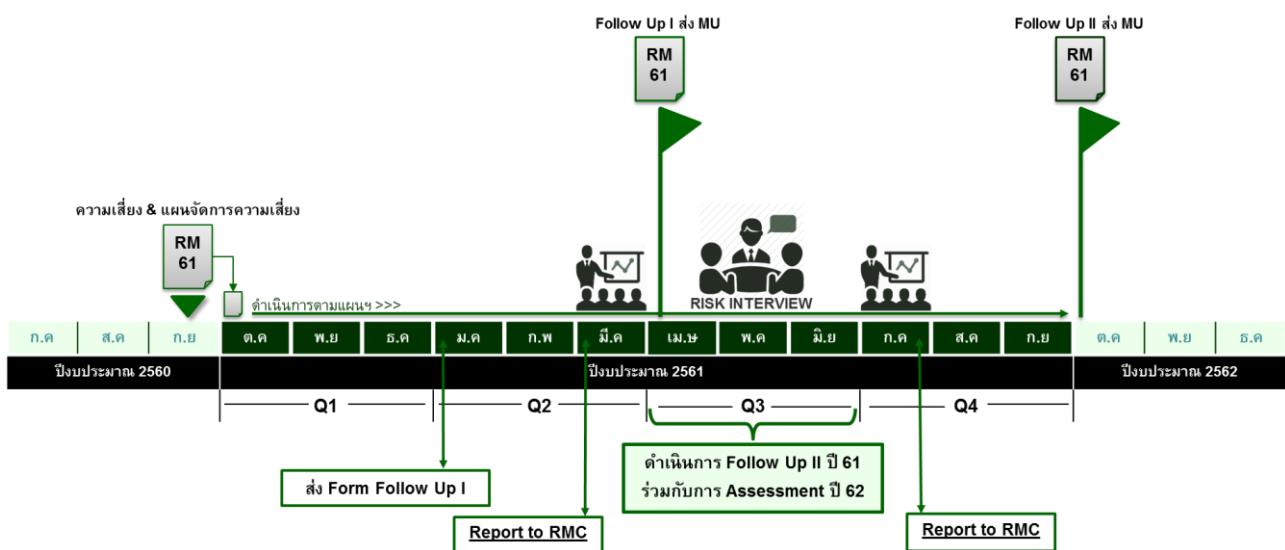 Follow Up I ส่ง MU
Follow Up II ส่ง MU
RM
61
RM
61
ความเสี่ยง & แผนจัดการความเสี่ยง
RM
61
ดำเนินการตามแผนฯ >>>
RISK INTERVIEW
ก.ค ส.ค ก.ย ต.ค พ.ย ธ.ค ม.ค ก.พ มี.ค เม.ษ พ.ค มิ.ย ก.ค ส.ค ก.ย ต.ค พ.ย ธ.ค
ปีงบประมาณ 2560 ปีงบประมาณ 2561 ปีงบประมาณ 2562
Q1 Q2 Q3 Q4
ส่ง Form Follow Up I
ดำเนินการ Follow Up II ปี 61
ร่วมกับการ Assessment ปี 62
Report to RMC
Report to RMC